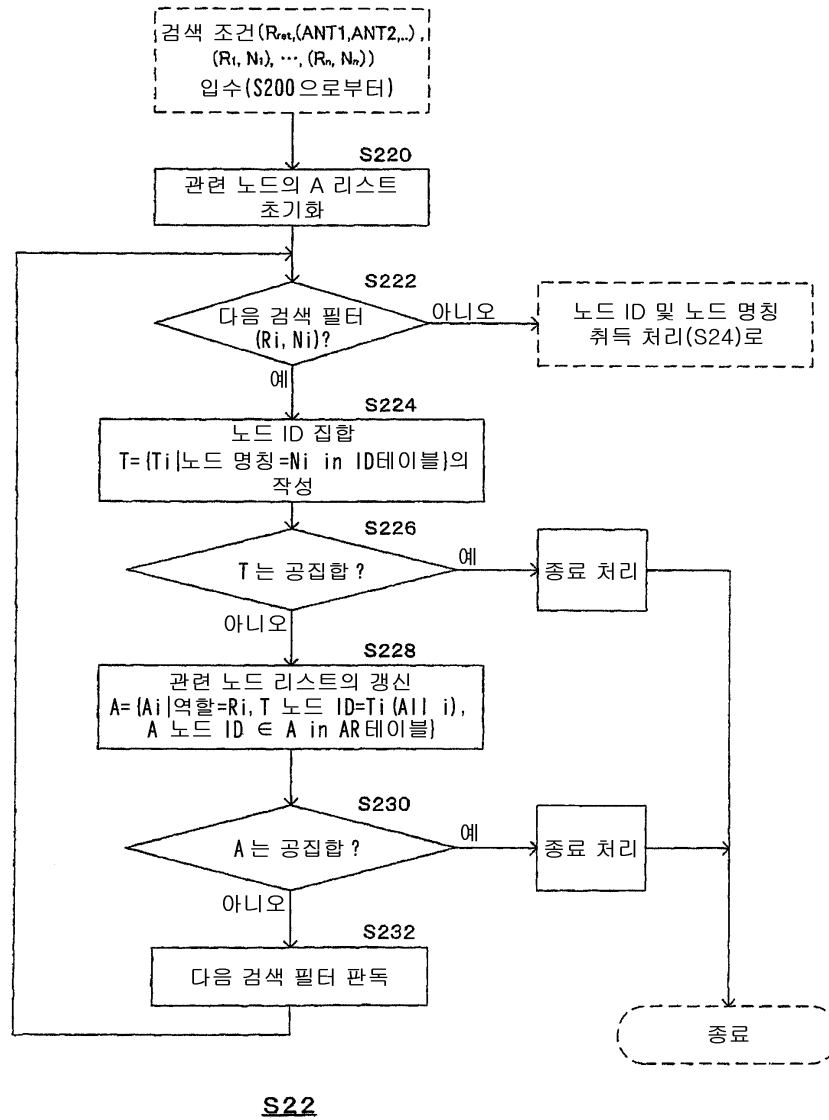 검색 조건(Rret,(ANT1,ANT2,..),
(R1, N1), ⋯, (Rn, Nn))
입수(S200으로부터)
S220
관련 노드의 A 리스트
초기화
S222
다음 검색 필터
(Ri, Ni)?
아니오
노드 ID 및 노드 명칭
취득 처리(S24)로
예
S224
노드 ID 집합
T={Ti|노드 명칭=Ni in ID테이블}의
작성
S226
T는 공집합?
예
종료 처리
아니오
S228
관련 노드 리스트의 갱신
A={Ai|역할=Ri, T 노드 ID=Ti(All i),
A 노드 ID ∈ A in AR테이블}
S230
A는 공집합?
예
종료 처리
아니오
S232
다음 검색 필터 판독
종료
S22